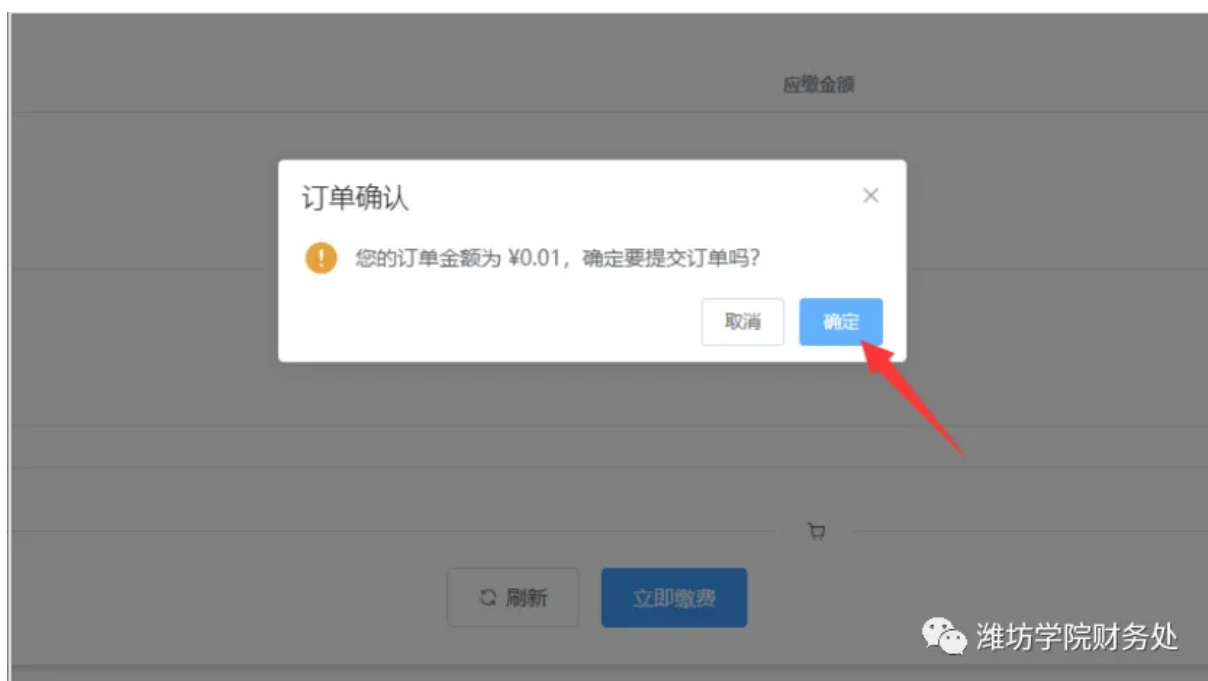 应缴金额
订单确认
您的订单金额为 ¥0.01，确定要提交订单吗?
取消
确定
刷新
立即缴费
潍坊学院财务处